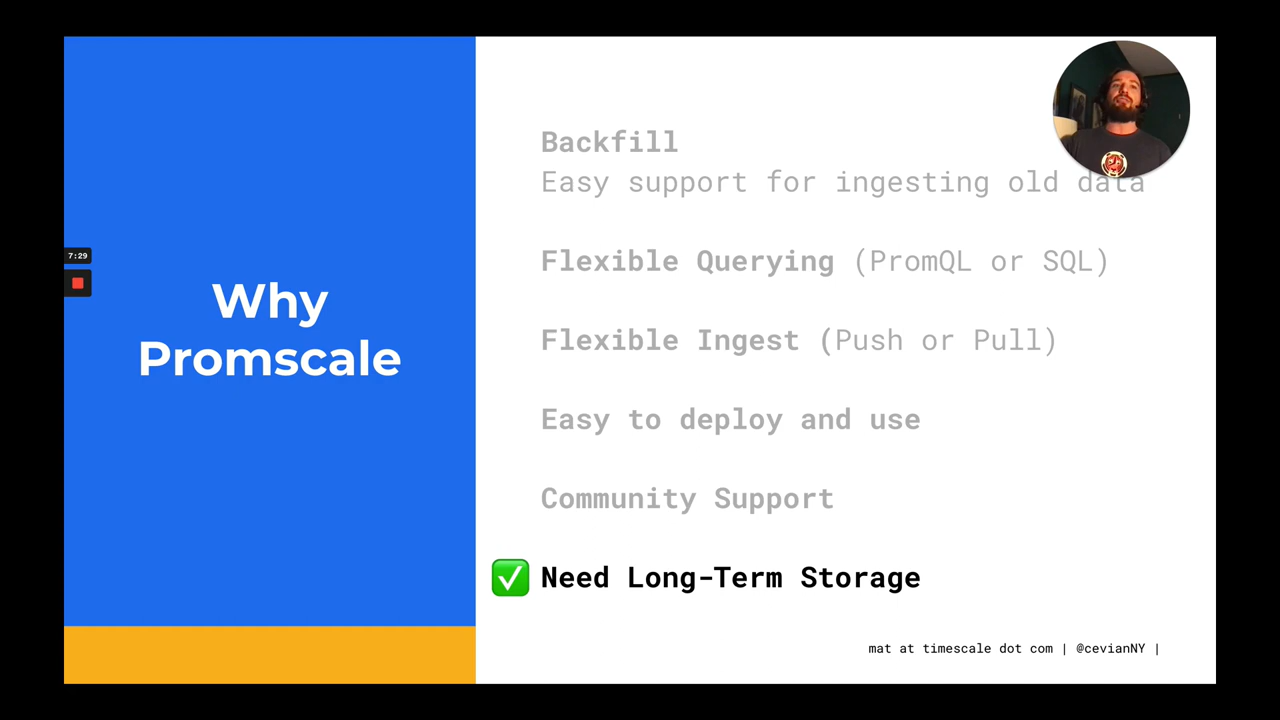 Backfill
Easy support for ingesting old data
7:29
Flexible Querying (PromQL or SQL)
Why
Promscale
Flexible Ingest (Push or Pull)
Easy to deploy and use
Community Support
Need Long-Term Storage
mat at timescale dot com | @cevianNY |